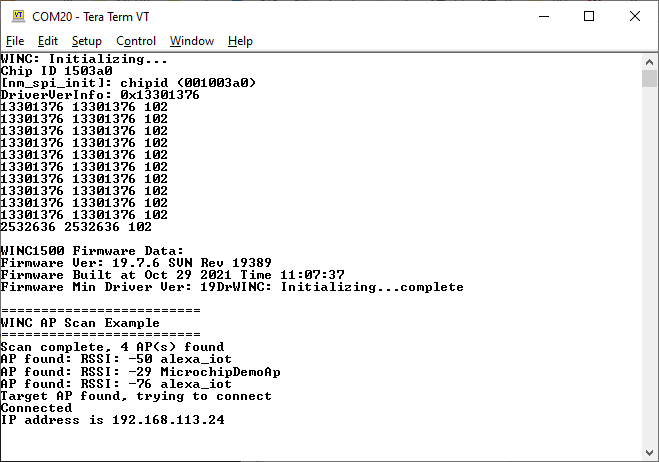 COM20 - Tera Term VT
File Edit Setup Control Window Help
WINC: Initializing...
Chip ID 1503a0
[nm_spi_init]: chipid (001003a0)
DriverVerInfo: 0x13301376
13301376 13301376 102
13301376 13301376 102
13301376 13301376 102
13301376 13301376 102
13301376 13301376 102
13301376 13301376 102
13301376 13301376 102
13301376 13301376 102
13301376 13301376 102
13301376 13301376 102
2532636 2532636 102
WINC1500 Firmware Data:
Firmware Ver: 19.7.6 SVN Rev 19389
Firmware Built at Oct 29 2021 Time 11:07:37
Firmware Min Driver Ver: 19DrWINC: Initializing...complete
=========================
WINC AP Scan Example
=========================
Scan complete, 4 AP(s) found
AP found: RSSI: -50 alexa_iot
AP found: RSSI: -29 MicrochipDemoAp
AP found: RSSI: -76 alexa_iot
Target AP found, trying to connect
Connected
IP address is 192.168.113.24